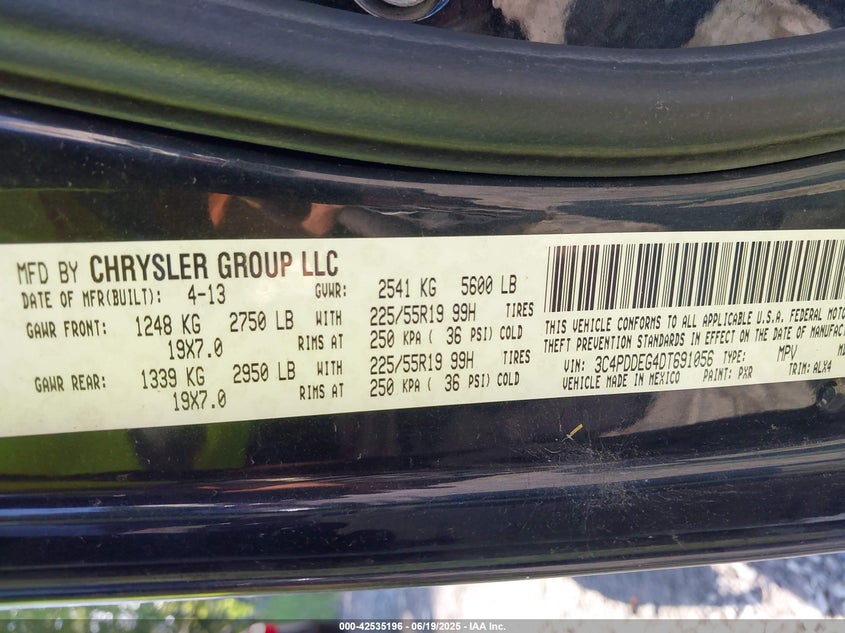 MFD BY CHRYSLER GROUP LLC
DATE OF MFR(BUILT): 4-13 GVWR: 2541 KG 5600 LB
GAWR FRONT: 1248 KG 2750 LB WITH 225/55R19 99H TIRES
19X7.0 RIMS AT 250 KPA ( 36 PSI) COLD
GAWR REAR: 1339 KG 2950 LB WITH 225/55R19 99H TIRES
19X7.0 RIMS AT 250 KPA ( 36 PSI) COLD
THIS VEHICLE CONFORMS TO ALL APPLICABLE U.S.A. FEDERAL
THEFT PREVENTION STANDARDS IN EFFECT ON THE DATE OF
VIN: 3C4PDDEG4DT691056 TYPE: MPV
VEHICLE MADE IN MEXICO PAINT: PXR TRIM: ALX4
000-42535196 - 06/19/2025 - IAA Inc.